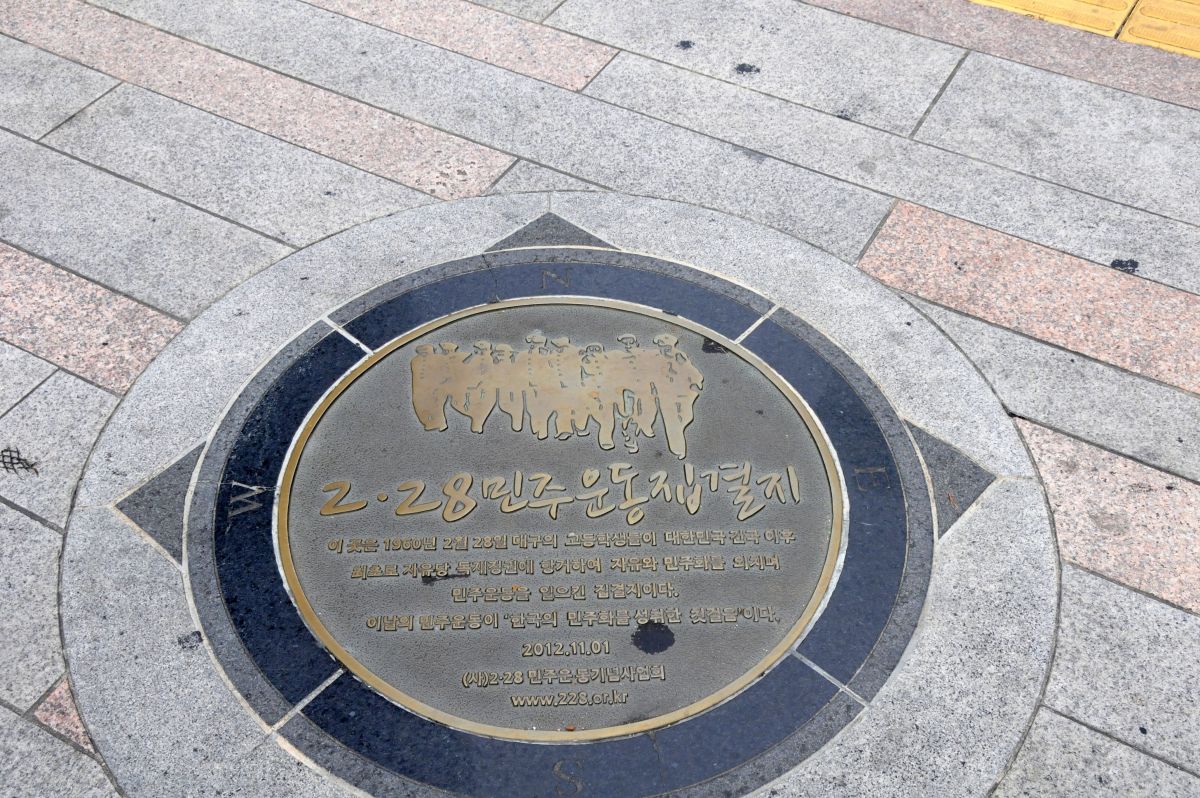 N
W
E
2·28민주운동집결지
이 곳은 1960년 2월 28일 대구의 고등학생들이 대한민국 건국 이후
최초로 자유당 독재정권에 항거하여 자유와 민주화를 외치며
민주운동을 일으킨 집결지이다.
이날의 민주운동이 '한국의 민주화를 성취한 첫걸음'이다.
2012.11.01
(사)2·28 민주운동기념사업회
www.228.or.kr
S